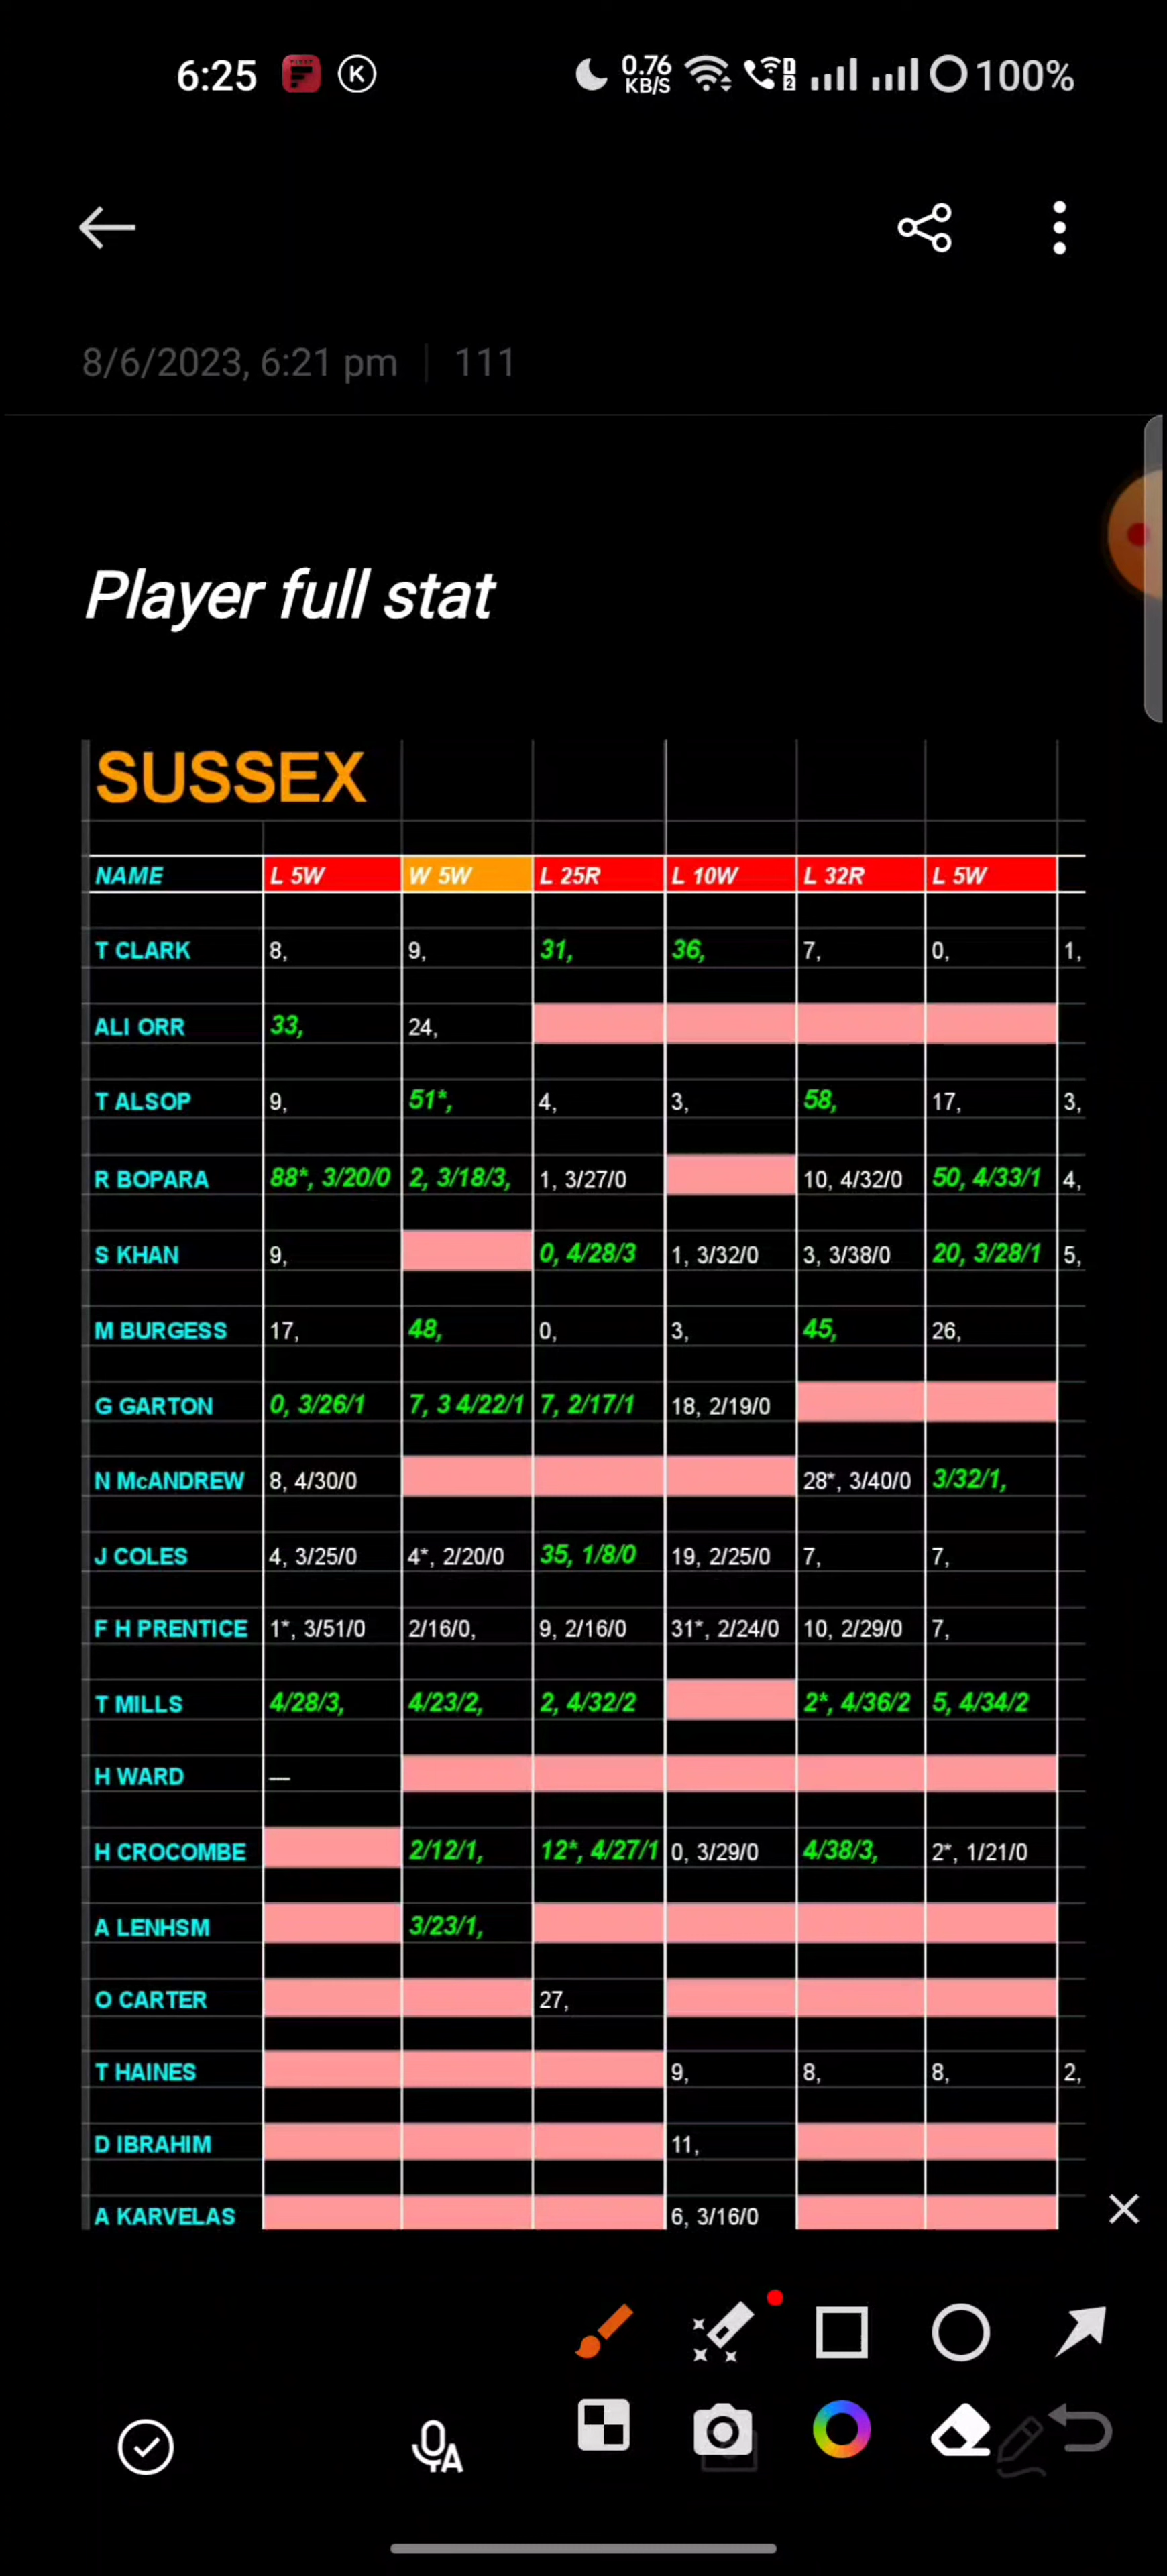 6:25 K 0.76 KB/S 1 2 100%
8/6/2023, 6:21 pm | 111
Player full stat
SUSSEX
NAME L 5W W 5W L 25R L 10W L 32R L 5W
T CLARK 8, 9, 31, 36, 7, 0, 1,
ALI ORR 33, 24,
T ALSOP 9, 51*, 4, 3, 58, 17, 3,
R BOPARA 88*, 3/20/0 2, 3/18/3, 1, 3/27/0 10, 4/32/0 50, 4/33/1 4,
S KHAN 9, 0, 4/28/3 1, 3/32/0 3, 3/38/0 20, 3/28/1 5,
M BURGESS 17, 48, 0, 3, 45, 26,
G GARTON 0, 3/26/1 7, 3 4/22/1 7, 2/17/1 18, 2/19/0
N McANDREW 8, 4/30/0 28*, 3/40/0 3/32/1,
J COLES 4, 3/25/0 4*, 2/20/0 35, 1/8/0 19, 2/25/0 7, 7,
F H PRENTICE 1*, 3/51/0 2/16/0, 9, 2/16/0 31*, 2/24/0 10, 2/29/0 7,
T MILLS 4/28/3, 4/23/2, 2, 4/32/2 2*, 4/36/2 5, 4/34/2
H WARD —
H CROCOMBE 2/12/1, 12*, 4/27/1 0, 3/29/0 4/38/3, 2*, 1/21/0
A LENHSM 3/23/1,
O CARTER 27,
T HAINES 9, 8, 8, 2,
D IBRAHIM 11,
A KARVELAS 6, 3/16/0
A